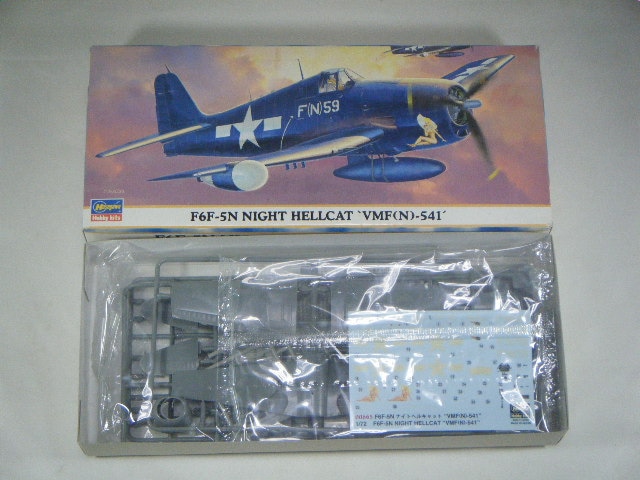 F(N)59
Hasegawa
Hobby kits
F6F-5N NIGHT HELLCAT `VMF(N)-541´
00665 F6F-5N ナイトヘルキャット "VMF(N)-541"
1/72 F6F-5N NIGHT HELLCAT "VMF(N)-541"